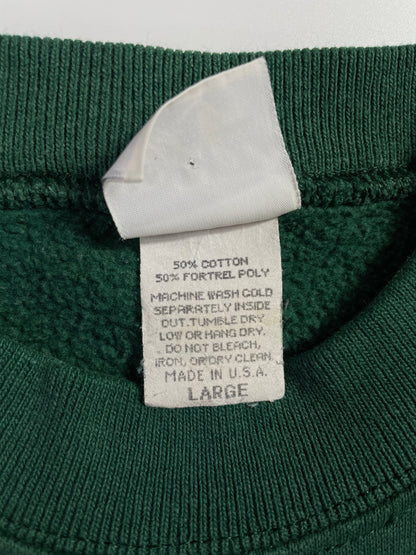 50% COTTON
50% FORTREL POLY
MACHINE WASH COLD
SEPARATELY INSIDE
OUT. TUMBLE DRY
LOW OR HANG DRY.
DO NOT BLEACH,
IRON, OR DRY CLEAN.
MADE IN U.S.A.
LARGE